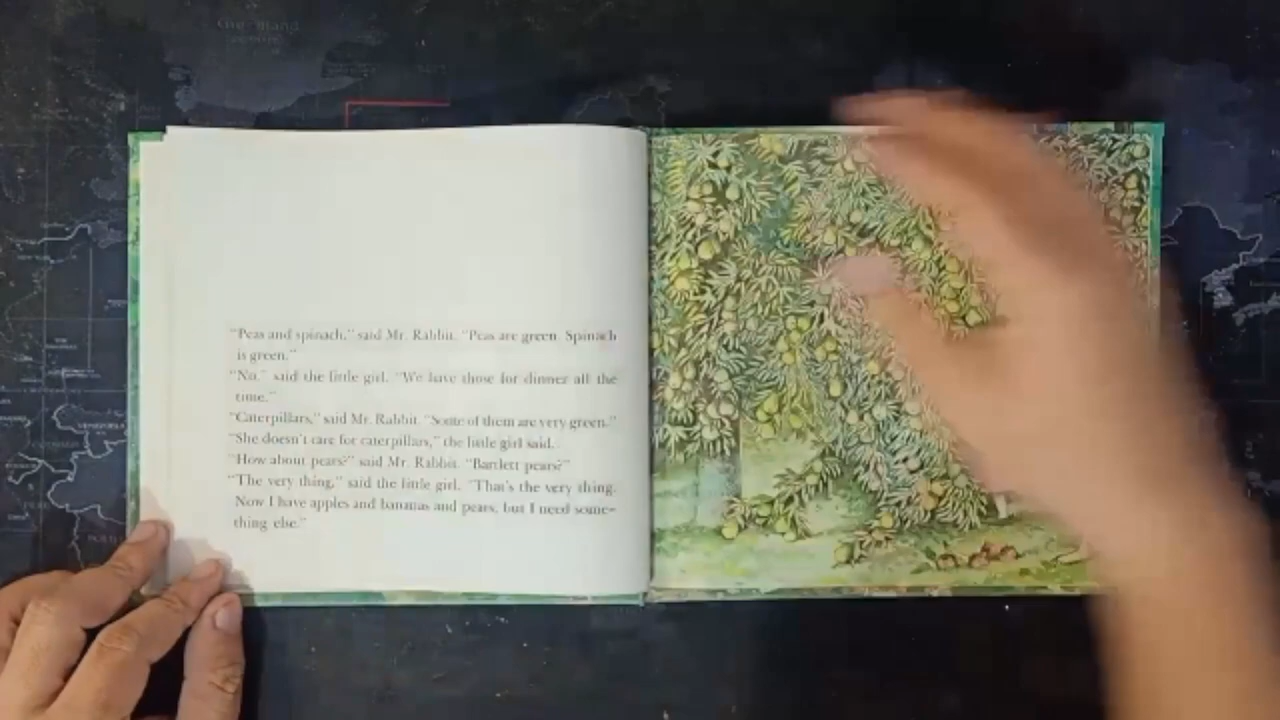 “Peas and spinach,” said Mr. Rabbit. “Peas are green. Spinach
is green.”
“No,” said the little girl. “We have those for dinner all the
time.”
“Caterpillars,” said Mr. Rabbit. “Some of them are very green.”
“She doesn’t care for caterpillars,” the little girl said.
“How about pears?” said Mr. Rabbit. “Bartlett pears?”
“The very thing,” said the little girl. “That’s the very thing.
Now I have apples and bananas and pears, but I need some-
thing else.”